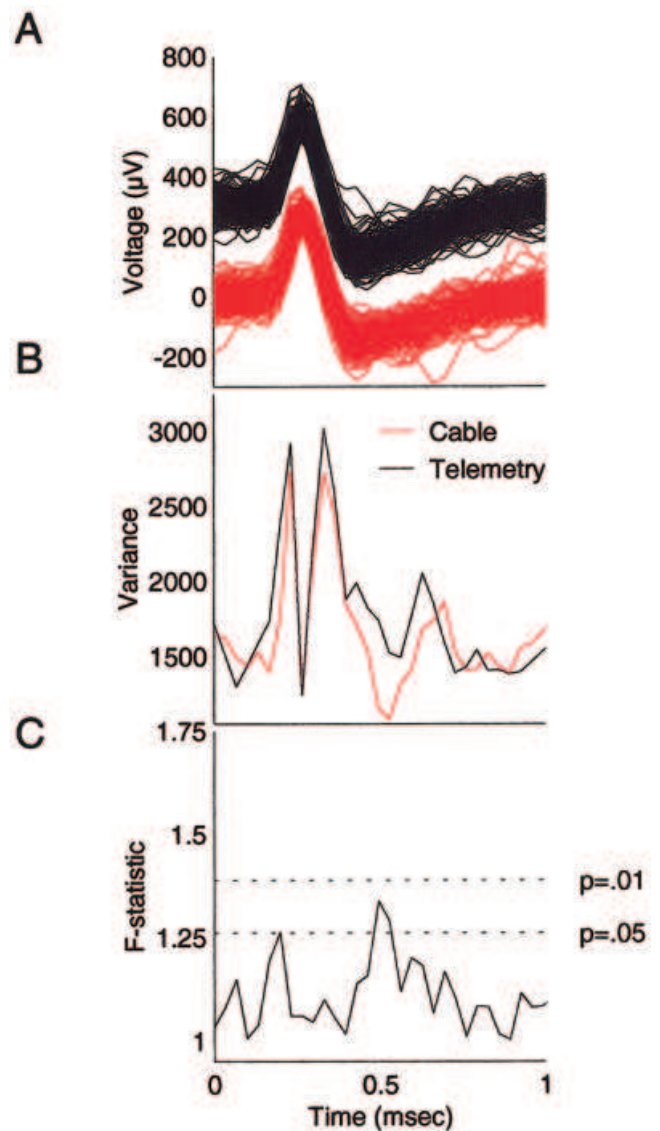 A
800
600
400
200
0
-200
Voltage (µV)
B
3000
2500
2000
1500
Variance
Cable
Telemetry
C
1.75
1.5
1.25
1
F-statistic
p=.01
p=.05
0
0.5
1
Time (msec)